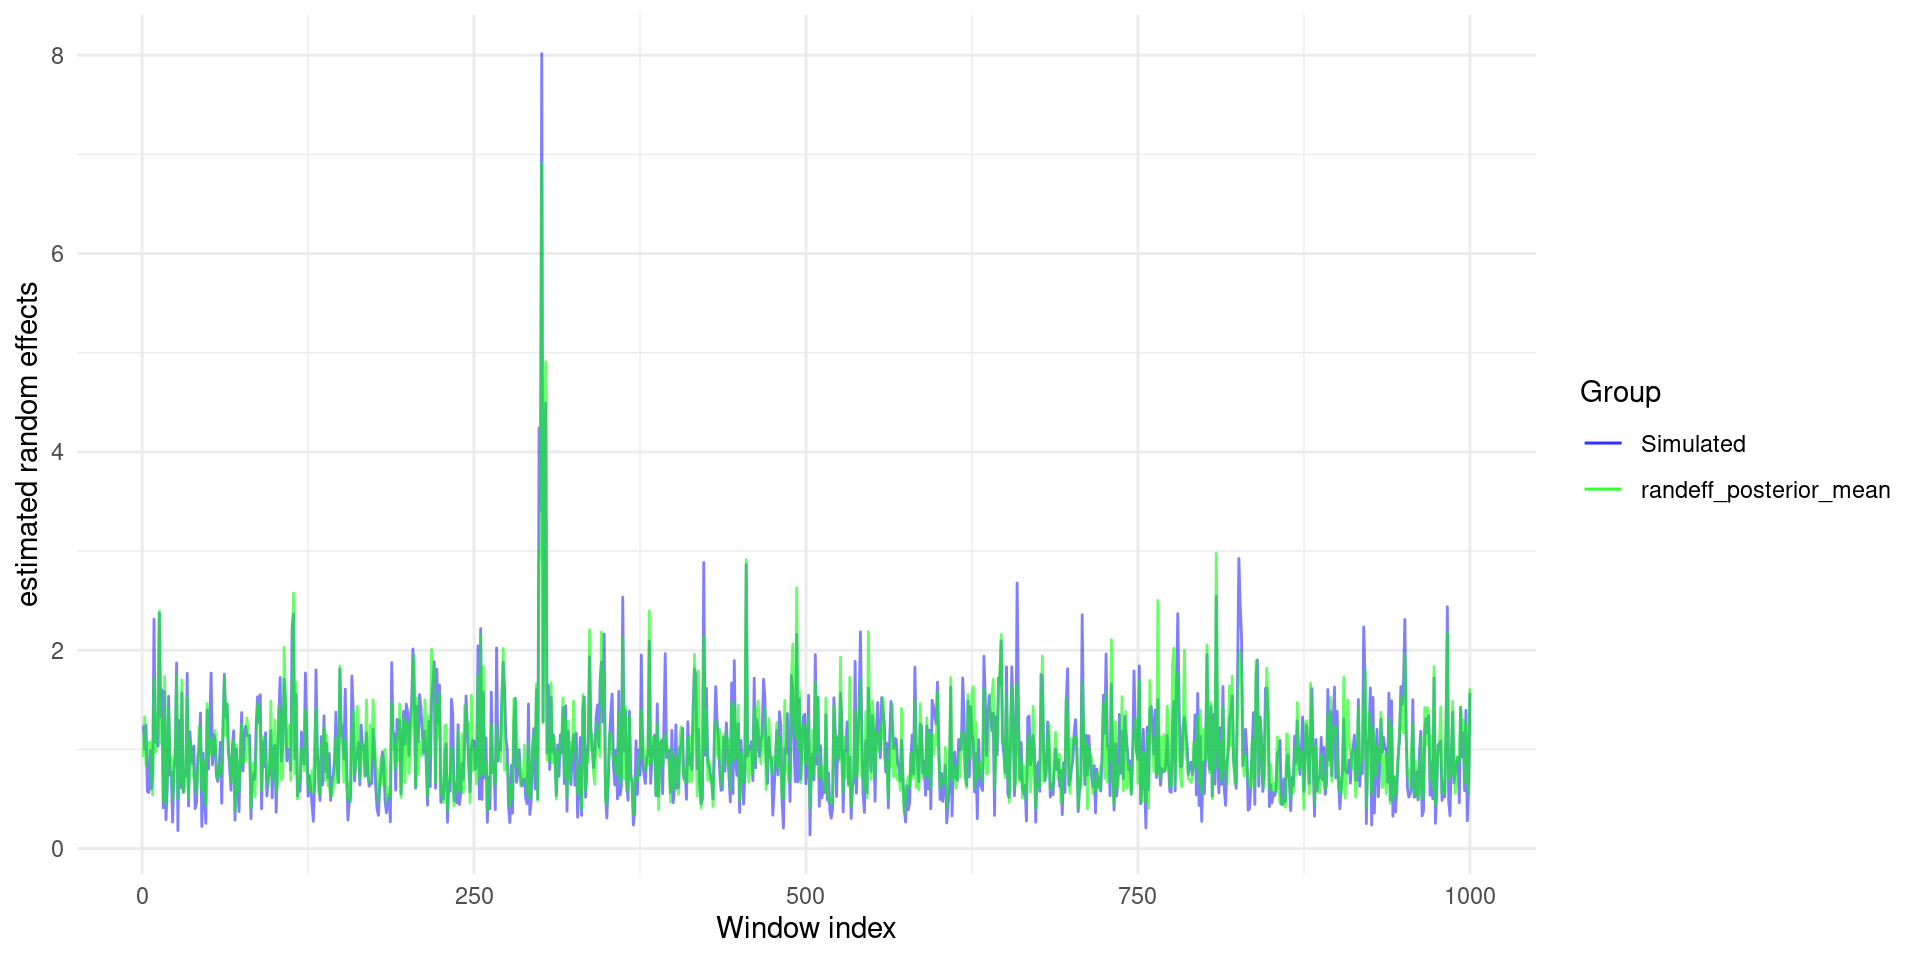 8
6
4
2
0
estimated random effects
0
250
500
750
1000
Window index
Group
Simulated
randeff_posterior_mean